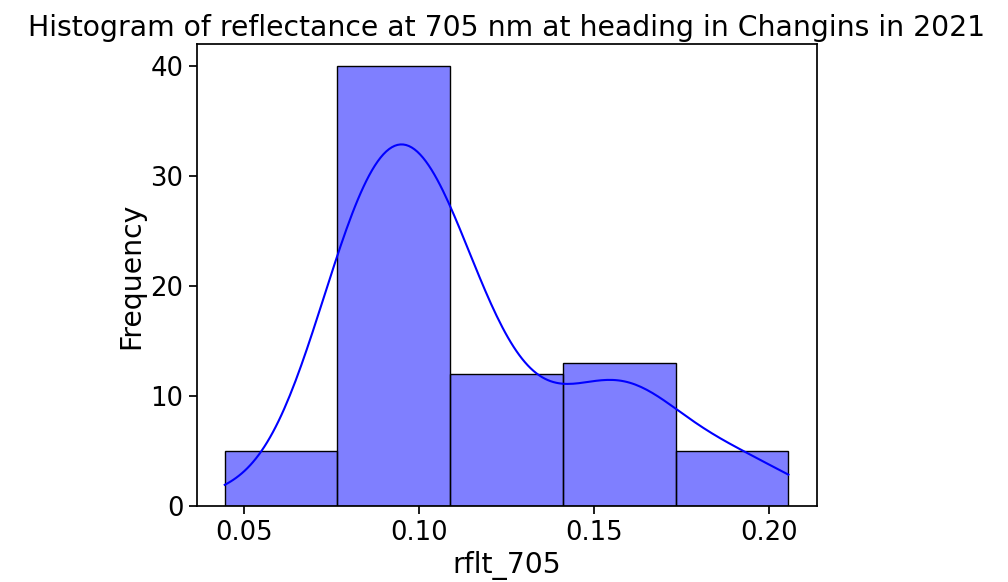 Histogram of reflectance at 705 nm at heading in Changins in 2021
Frequency
40
30
20
10
0
0.05 0.10 0.15 0.20
rflt_705